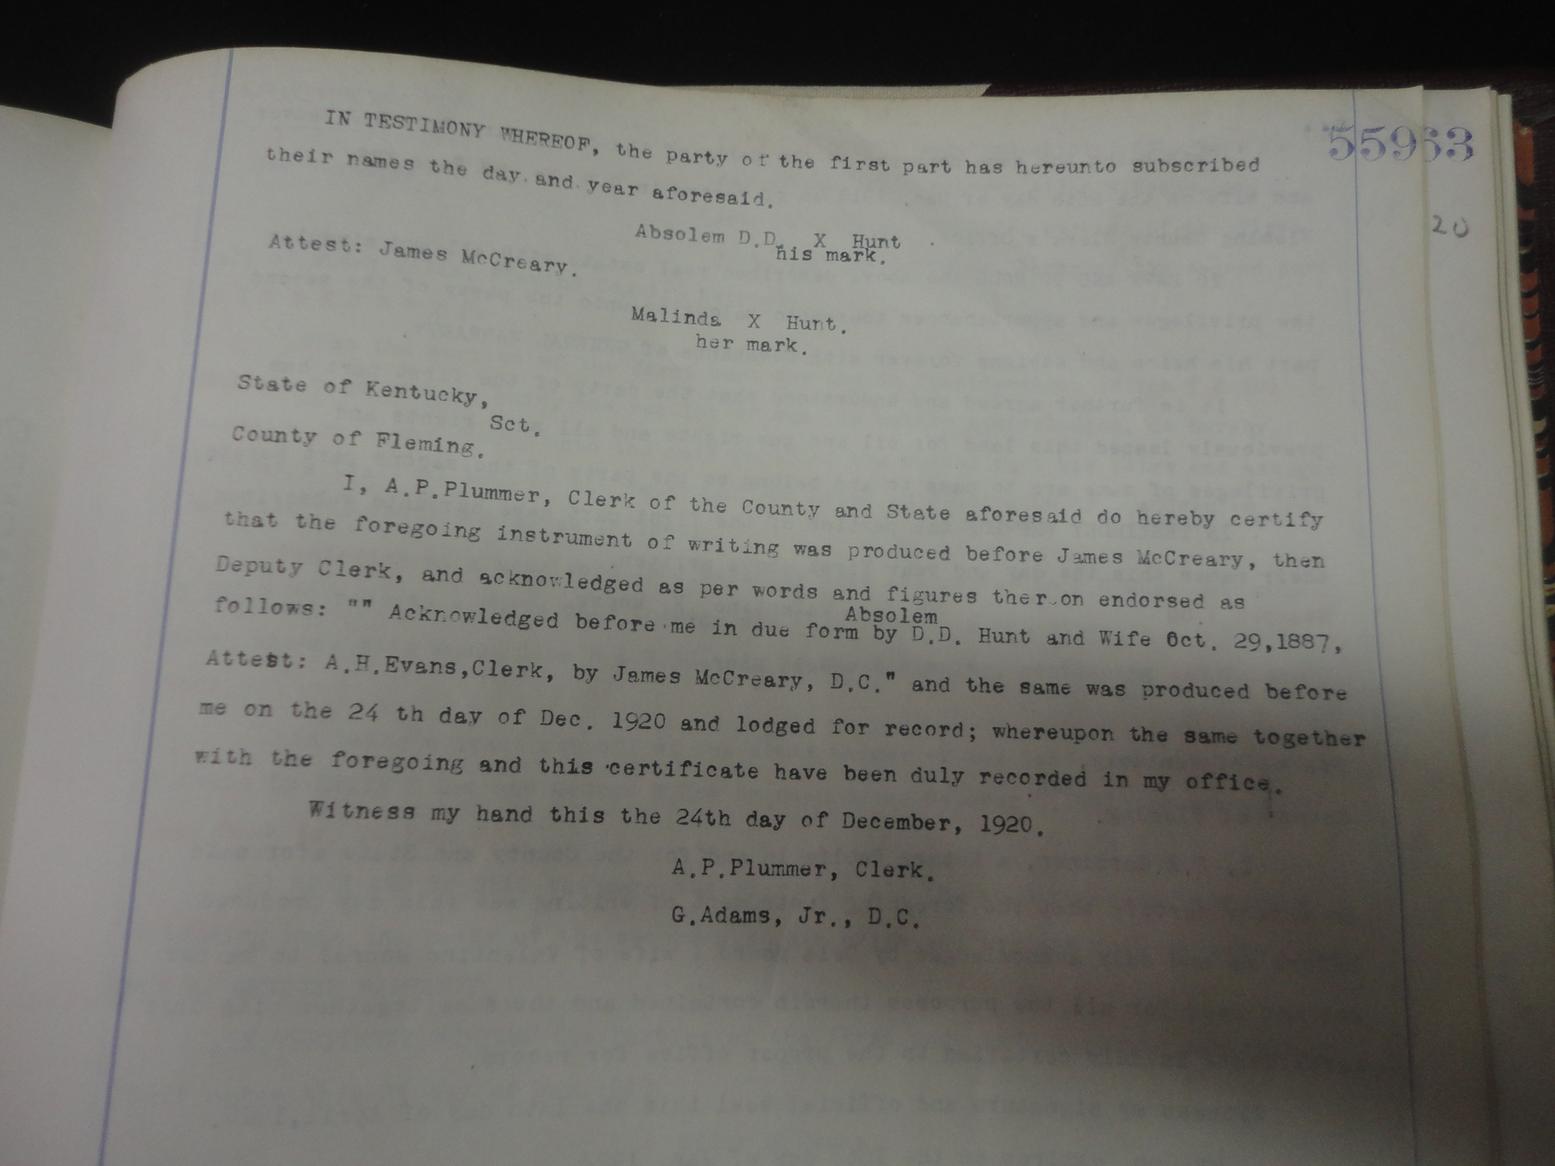 559 63
20
IN TESTIMONY WHEREOF, the party of the first part has hereunto subscribed
their names the day and year aforesaid.
Absolem D.D. X Hunt
his mark.
Attest: James McCreary.
Malinda X Hunt.
her mark.
State of Kentucky,
Sct.
County of Fleming.
I, A.P.Plummer, Clerk of the County and State aforesaid do hereby certify
that the foregoing instrument of writing was produced before James McCreary, then
Deputy Clerk, and acknowledged as per words and figures ther on endorsed as
Absolem
follows: "" Acknowledged before me in due form by D.D. Hunt and Wife Oct. 29,1887,
Attest: A.H.Evans,Clerk, by James McCreary, D.C." and the same was produced before
me on the 24 th day of Dec. 1920 and lodged for record; whereupon the same together
with the foregoing and this certificate have been duly recorded in my office.
Witness my hand this the 24th day of December, 1920.
A.P.Plummer, Clerk.
G.Adams, Jr., D.C.